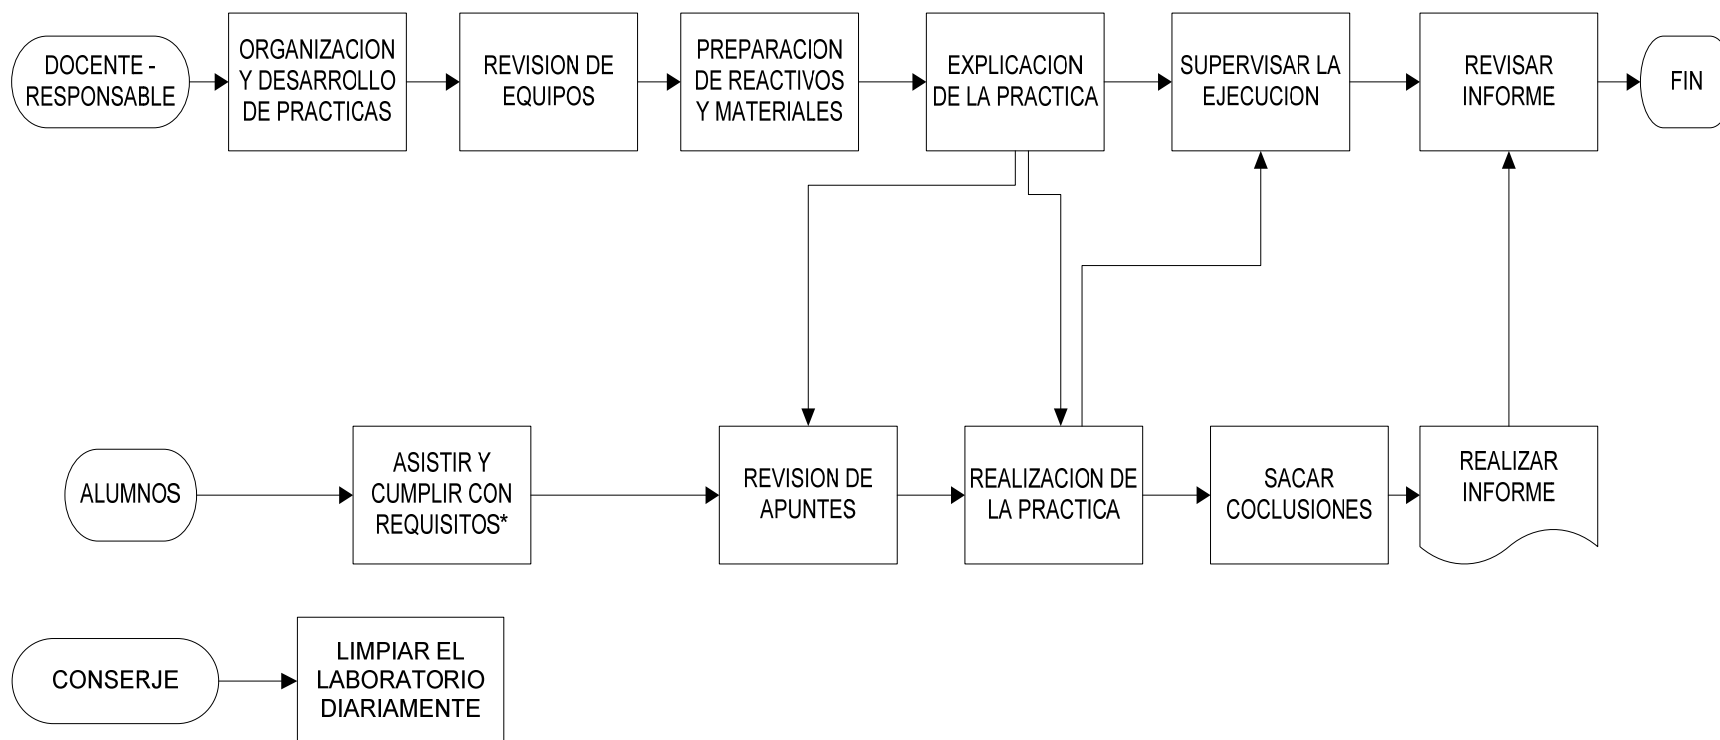 DOCENTE -
RESPONSABLE
ORGANIZACION
Y DESARROLLO
DE PRACTICAS
REVISION DE
EQUIPOS
PREPARACION
DE REACTIVOS
Y MATERIALES
EXPLICACION
DE LA PRACTICA
SUPERVISAR LA
EJECUCION
REVISAR
INFORME
FIN
ALUMNOS
ASISTIR Y
CUMPLIR CON
REQUISITOS*
REVISION DE
APUNTES
REALIZACION DE
LA PRACTICA
SACAR
COCLUSIONES
REALIZAR
INFORME
CONSERJE
LIMPIAR EL
LABORATORIO
DIARIAMENTE